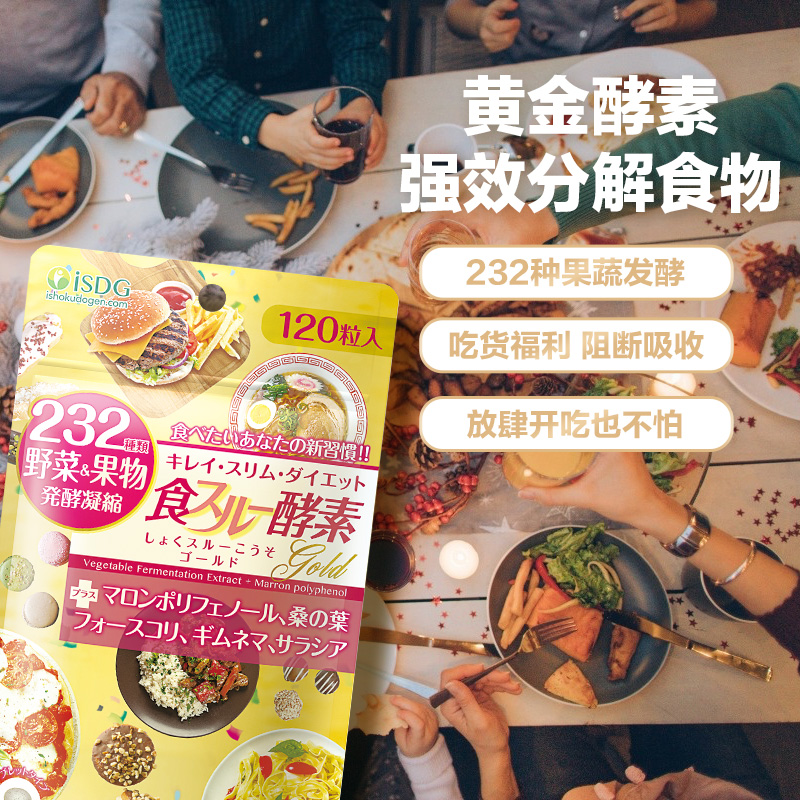 黄金酵素
强效分解食物
232种果蔬发酵
吃货福利 阻断吸收
放肆开吃也不怕
isDG
ishokudogen.com
120粒入
232種類
野菜&果物
発酵凝縮
食べたいあなたの新習慣!!
キレイ・スリム・ダイエット
食スルー酵素
しょくスルーこうそ
ゴールド
Gold
Vegetable Fermentation Extract + Marron polyphenol
プラス
マロンポリフェノール、桑の葉
フォースコリ、ギムネマ、サラシア